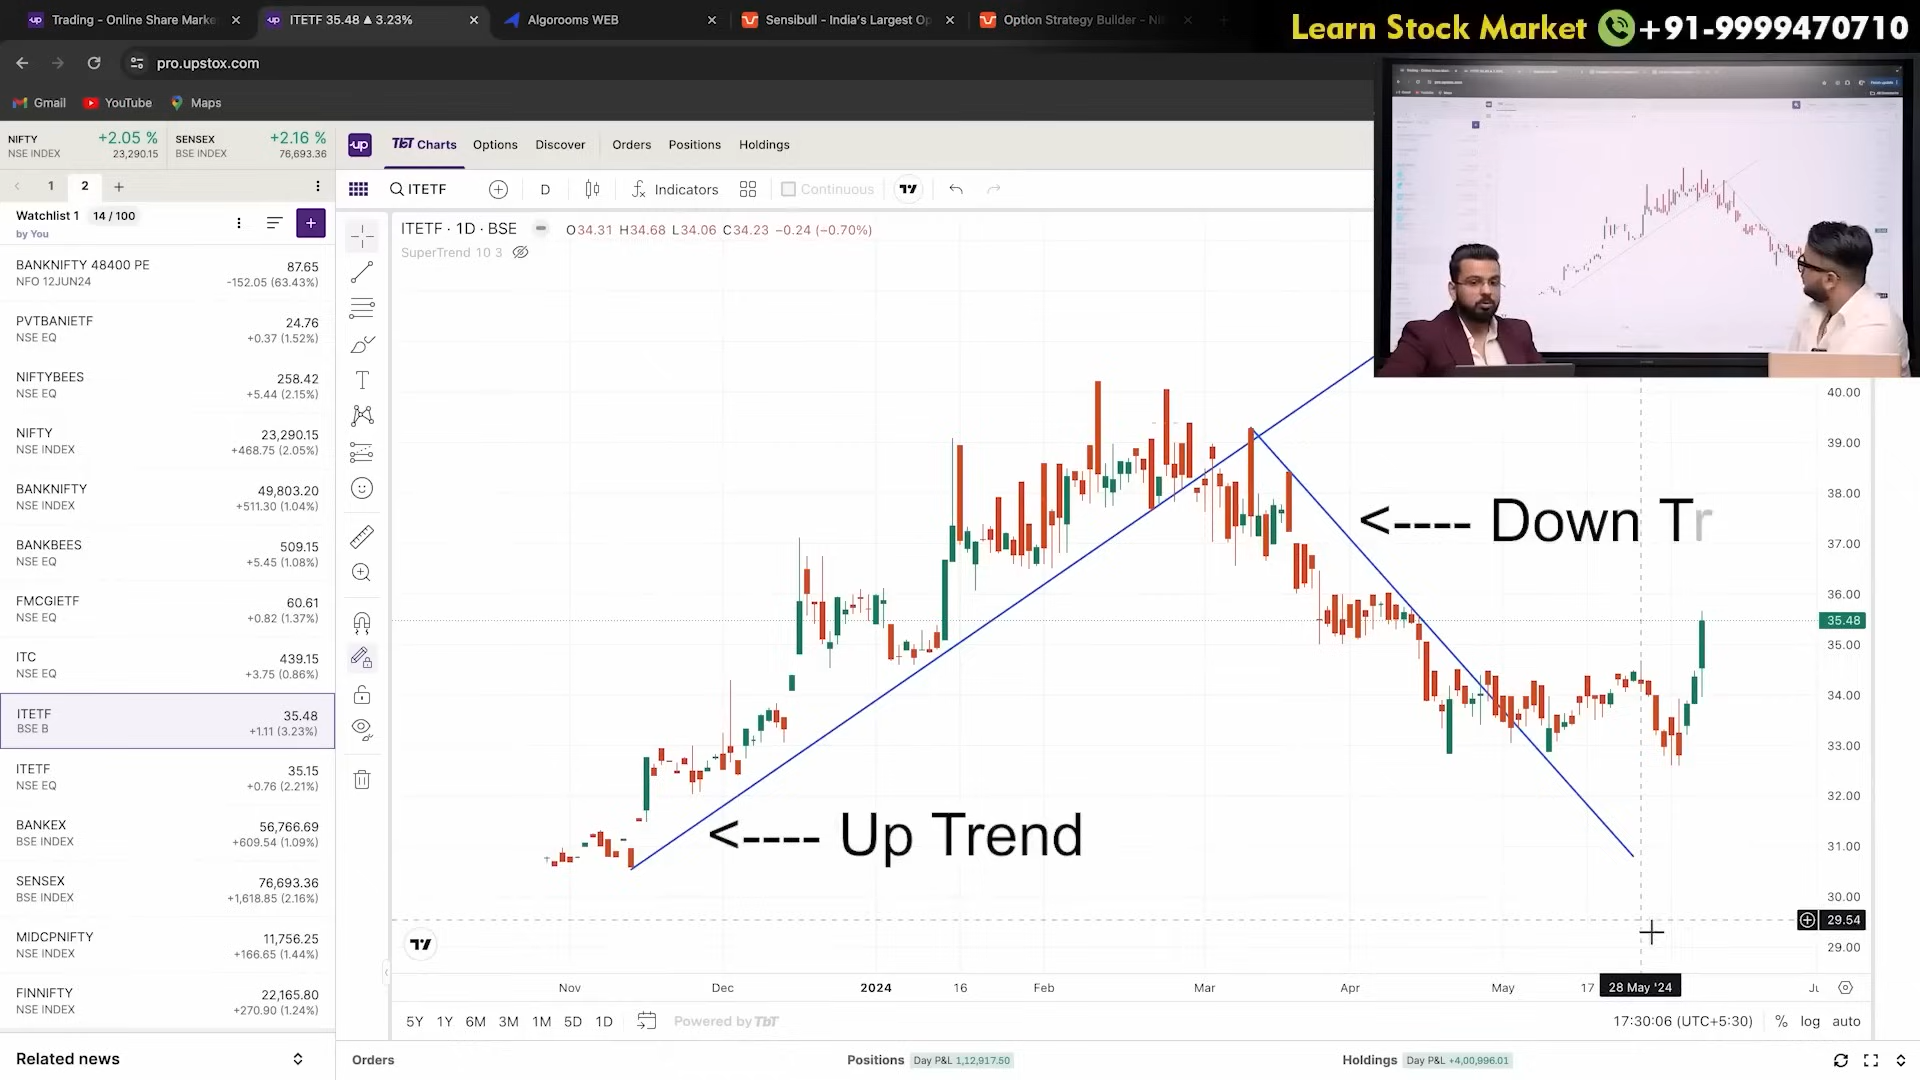 Trading - Online Share Marke
ITETF 35.48 ▲ 3.23%
Algorooms WEB
Sensibull - India's Largest Op
Option Strategy Builder - NI
Learn Stock Market +91-9999470710
pro.upstox.com
Gmail YouTube Maps
NIFTY +2.05 %
NSE INDEX 23,290.15
SENSEX +2.16 %
BSE INDEX 76,693.36
up TBT Charts Options Discover Orders Positions Holdings
1 2 +
ITETF D Indicators Continuous
Watchlist 1 14 / 100
by You
BANKNIFTY 48400 PE 87.65
NFO 12JUN24 -152.05 (63.43%)
PVTBANIETF 24.76
NSE EQ +0.37 (1.52%)
NIFTYBEES 258.42
NSE EQ +5.44 (2.15%)
NIFTY 23,290.15
NSE INDEX +468.75 (2.05%)
BANKNIFTY 49,803.20
NSE INDEX +511.30 (1.04%)
BANKBEES 509.15
NSE EQ +5.45 (1.08%)
FMCGIETF 60.61
NSE EQ +0.82 (1.37%)
ITC 439.15
NSE EQ +3.75 (0.86%)
ITETF 35.48
BSE B +1.11 (3.23%)
ITETF 35.15
NSE EQ +0.76 (2.21%)
BANKEX 56,766.69
BSE INDEX +609.54 (1.09%)
SENSEX 76,693.36
BSE INDEX +1,618.85 (2.16%)
MIDCPNIFTY 11,756.25
NSE INDEX +166.65 (1.44%)
FINNIFTY 22,165.80
NSE INDEX +270.90 (1.24%)
Related news
ITETF · 1D · BSE O34.31 H34.68 L34.06 C34.23 −0.24 (−0.70%)
SuperTrend 10 3
<---- Down Tr
<---- Up Trend
40.00
39.00
38.00
37.00
36.00
35.48
35.00
34.00
33.00
32.00
31.00
30.00
29.54
29.00
Nov Dec 2024 16 Feb Mar Apr May 17 28 May '24
5Y 1Y 6M 3M 1M 5D 1D Powered by TBT
17:30:06 (UTC+5:30) % log auto
Orders Positions Day P&L 1,12,917.50 Holdings Day P&L +4,00,996.01